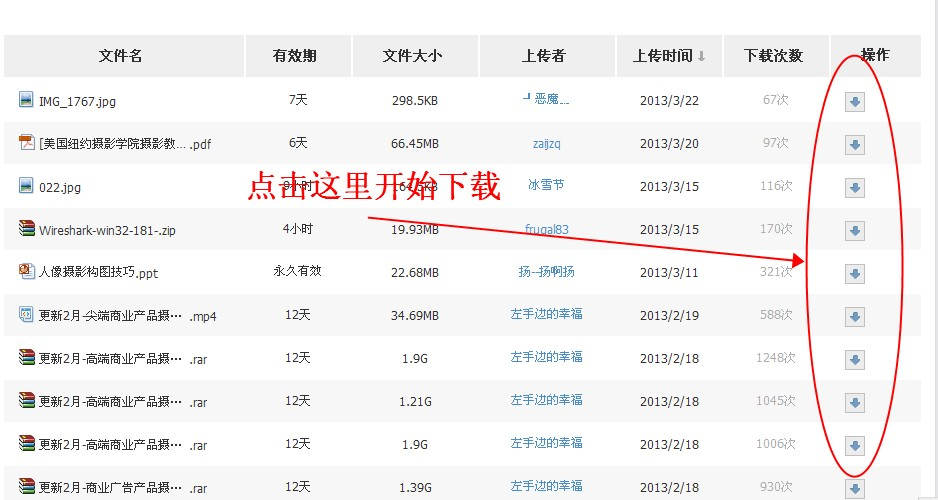 文件名 有效期 文件大小 上传者 上传时间 下载次数 操作
IMG_1767.jpg 7天 298.5KB 2013/3/22 67次
[美国纽约摄影学院摄影教... .pdf 6天 66.45MB zaijzq 2013/3/20 97次
022.jpg 164.5KB 冰雪节 2013/3/15 116次
点击这里开始下载
Wireshark-win32-181-.zip 4小时 19.93MB frugal83 2013/3/15 170次
人像摄影构图技巧.ppt 永久有效 22.68MB 扬--扬啊扬 2013/3/11 321次
更新2月-尖端商业产品摄… .mp4 12天 34.69MB 左手边的幸福 2013/2/19 588次
更新2月-高端商业产品摄… .rar 12天 1.9G 左手边的幸福 2013/2/18 1248次
更新2月-高端商业产品摄… .rar 12天 1.21G 左手边的幸福 2013/2/18 1045次
更新2月-高端商业产品摄… .rar 12天 1.9G 左手边的幸福 2013/2/18 1006次
更新2月-商业广告产品摄… .rar 12天 1.39G 左手边的幸福 2013/2/18 930次